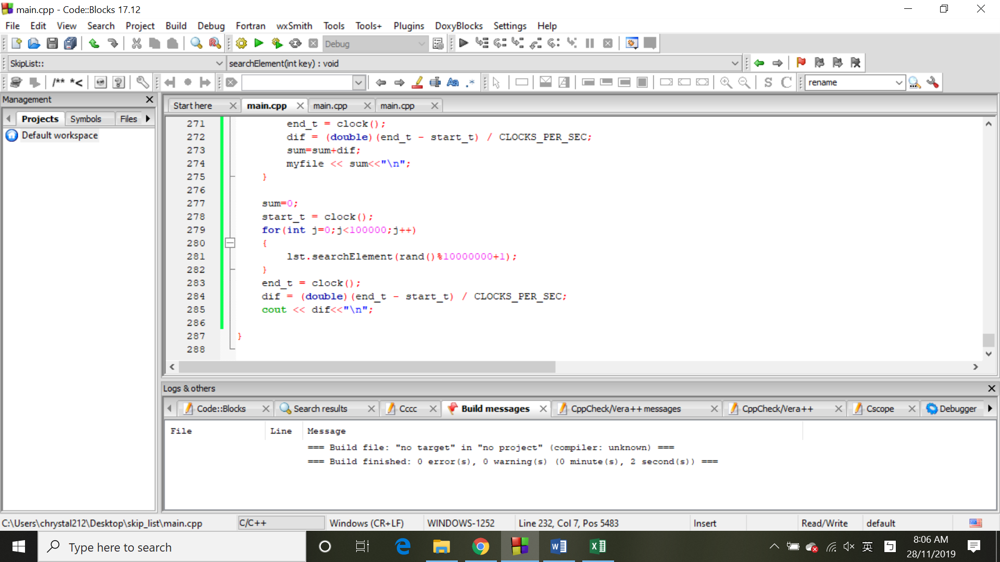 main.cpp - Code::Blocks 17.12
File Edit View Search Project Build Debug Fortran wxSmith Tools Tools+ Plugins DoxyBlocks Settings Help
Debug
SkipList:: searchElement(int key) : void
/** *< rename
Management
Projects Symbols Files
Default workspace
Start here main.cpp main.cpp main.cpp
271 end_t = clock();
272 dif = (double)(end_t - start_t) / CLOCKS_PER_SEC;
273 sum=sum+dif;
274 myfile << sum<<"\n";
275 }
276
277 sum=0;
278 start_t = clock();
279 for(int j=0;j<100000;j++)
280 {
281 lst.searchElement(rand()%10000000+1);
282 }
283 end_t = clock();
284 dif = (double)(end_t - start_t) / CLOCKS_PER_SEC;
285 cout << dif<<"\n";
286
287 }
288
Logs & others
Code::Blocks Search results Cccc Build messages CppCheck/Vera++ messages CppCheck/Vera++ Cscope Debugger
File Line Message
=== Build file: "no target" in "no project" (compiler: unknown) ===
=== Build finished: 0 error(s), 0 warning(s) (0 minute(s), 2 second(s)) ===
C:\Users\chrystal212\Desktop\skip_list\main.cpp C/C++ Windows (CR+LF) WINDOWS-1252 Line 232, Col 7, Pos 5483 Insert Read/Write default
Type here to search
英 ㄅ
8:06 AM
28/11/2019